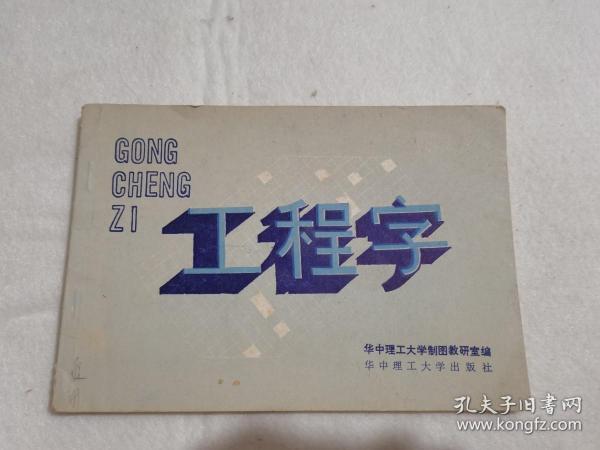 GONG
CHENG
ZI
工程字
华中理工大学制图教研室编
华中理工大学出版社
孔夫子旧书网
www.kongfz.com